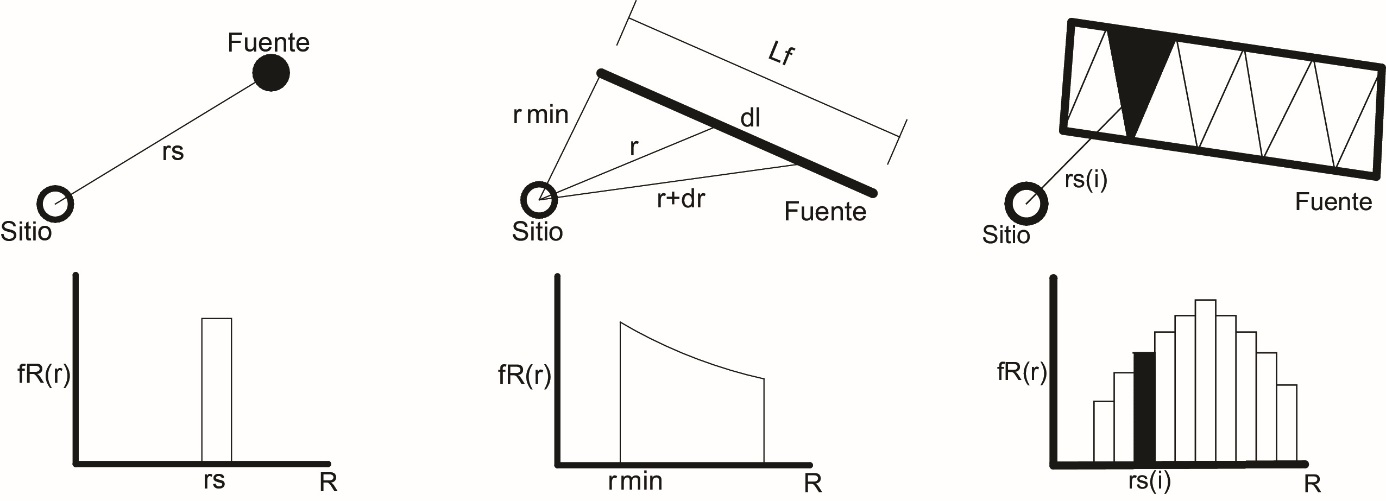 Fuente
rs
Sitio
fR(r)
rs
R
Lf
r min
dl
r
r+dr
Sitio
Fuente
fR(r)
r min
R
rs(i)
Fuente
Sitio
fR(r)
rs(i)
R